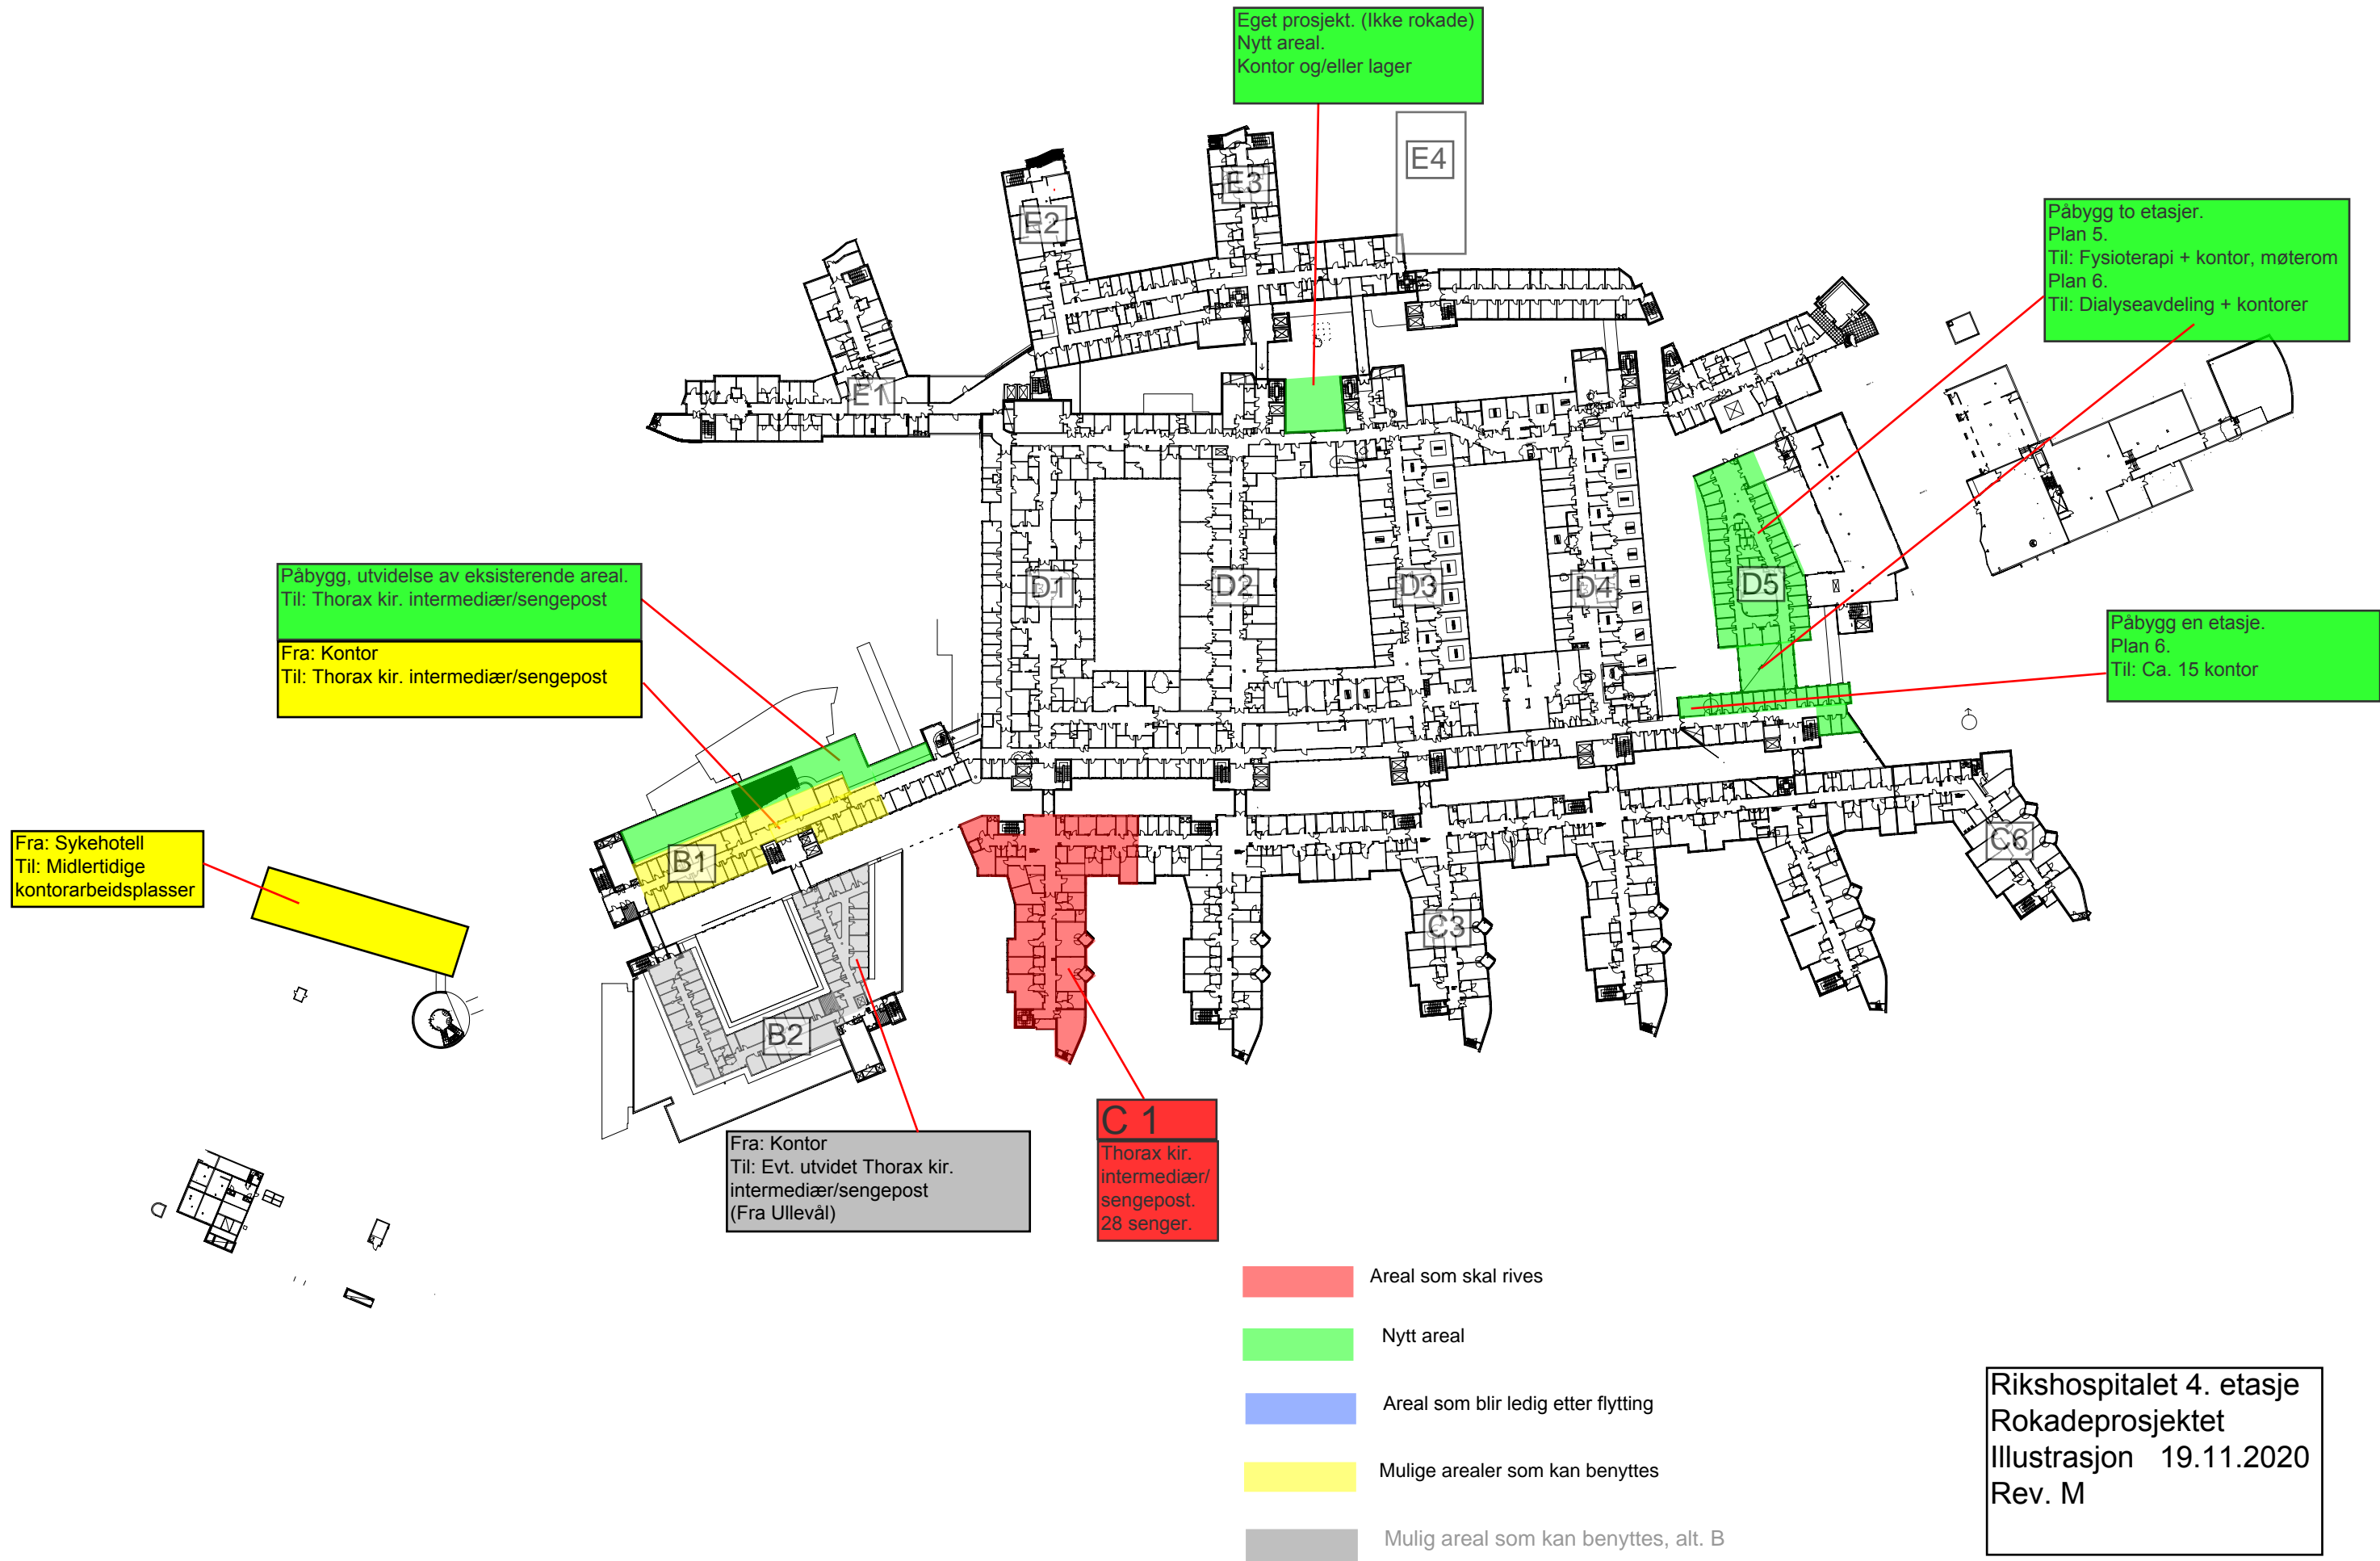 Eget prosjekt. (Ikke rokade)
Nytt areal.
Kontor og/eller lager
E4
E3
E2
E1
Påbygg to etasjer.
Plan 5.
Til: Fysioterapi + kontor, møterom
Plan 6.
Til: Dialyseavdeling + kontorer
Påbygg, utvidelse av eksisterende areal.
Til: Thorax kir. intermediær/sengepost
Fra: Kontor
Til: Thorax kir. intermediær/sengepost
D1
D2
D3
D4
D5
Påbygg en etasje.
Plan 6.
Til: Ca. 15 kontor
Fra: Sykehotell
Til: Midlertidige
kontorarbeidsplasser
B1
C6
C3
B2
Fra: Kontor
Til: Evt. utvidet Thorax kir.
intermediær/sengepost
(Fra Ullevål)
C 1
Thorax kir.
intermediær/
sengepost.
28 senger.
Areal som skal rives
Nytt areal
Areal som blir ledig etter flytting
Mulige arealer som kan benyttes
Mulig areal som kan benyttes, alt. B
Rikshospitalet 4. etasje
Rokadeprosjektet
Illustrasjon 19.11.2020
Rev. M